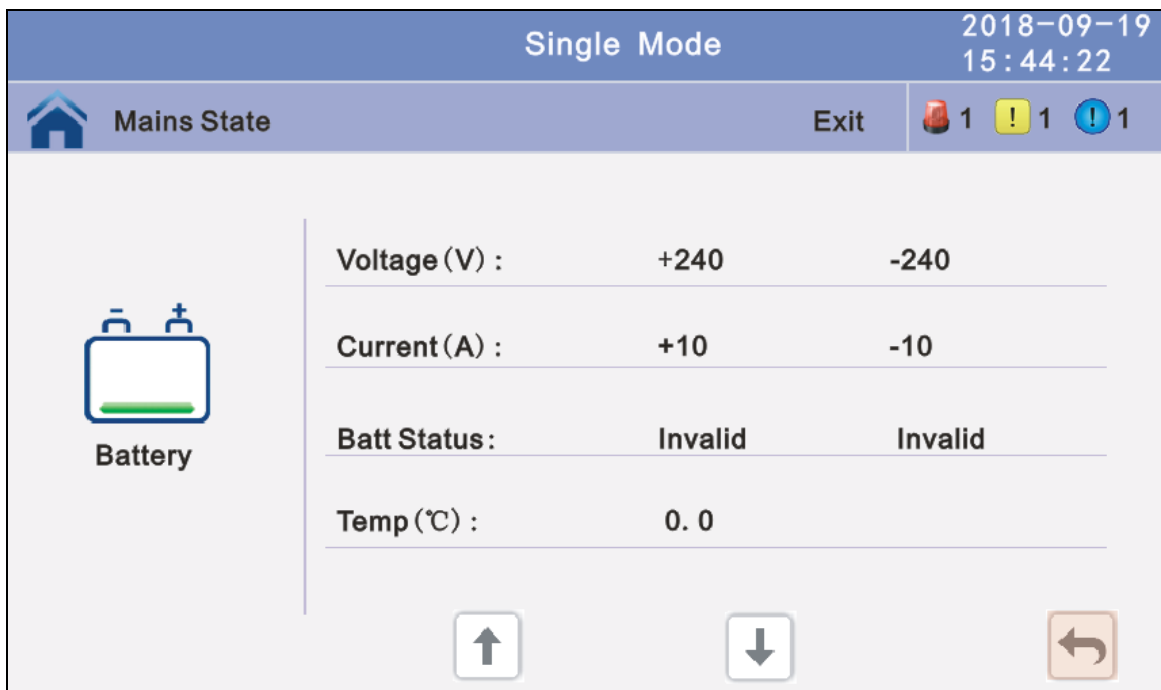 Single Mode
2018-09-19
15:44:22
Mains State Exit 1 ! 1 ! 1
Voltage(V): +240 -240
Current(A): +10 -10
Batt Status: Invalid Invalid
Temp(℃): 0.0
- +
Battery